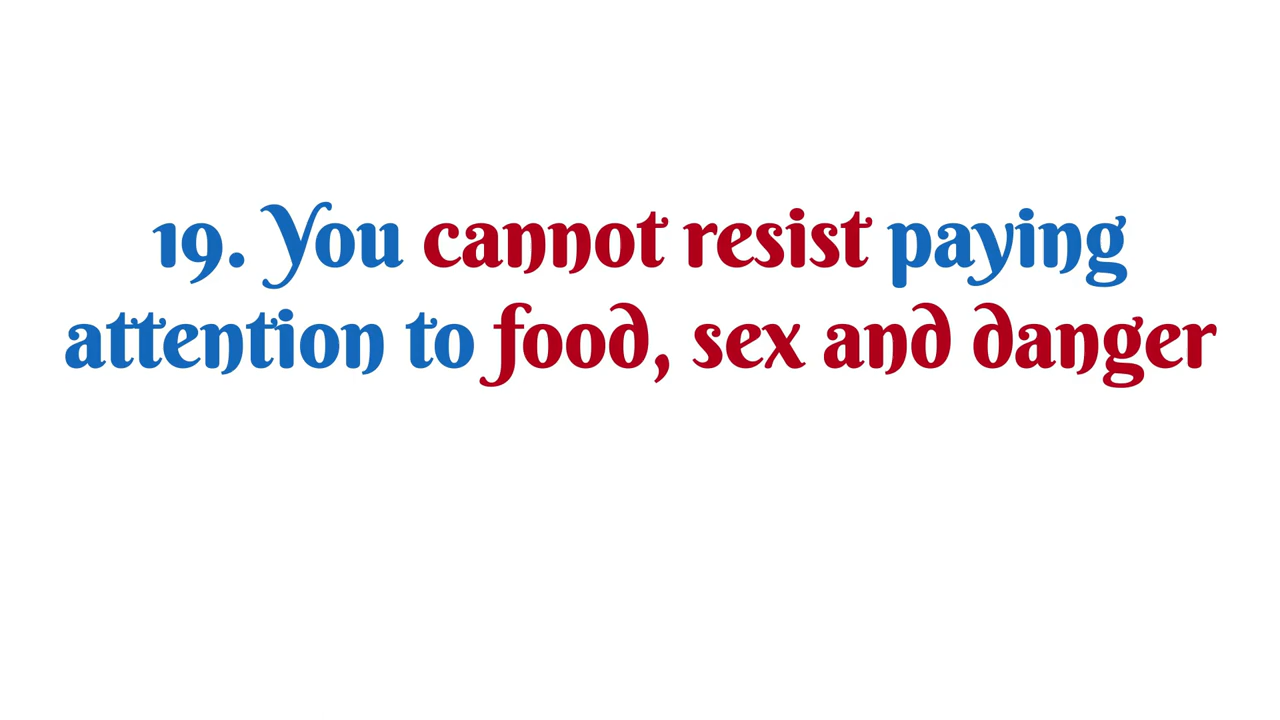 19. You cannot resist paying
attention to food, sex and danger